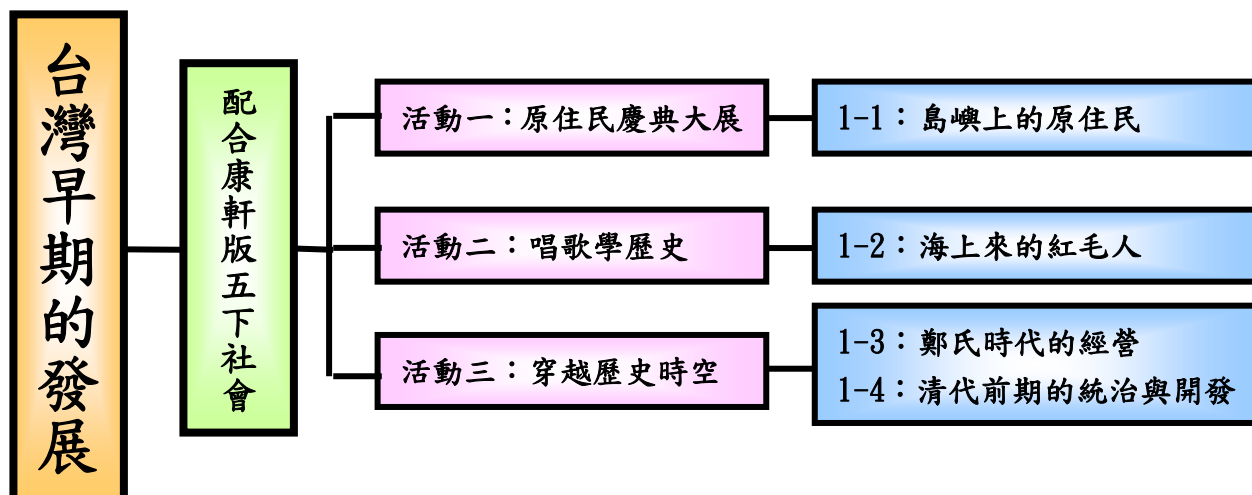 台灣早期的發展
配合康軒版五下社會
活動一：原住民慶典大展
1-1：島嶼上的原住民
活動二：唱歌學歷史
1-2：海上來的紅毛人
活動三：穿越歷史時空
1-3：鄭氏時代的經營
1-4：清代前期的統治與開發